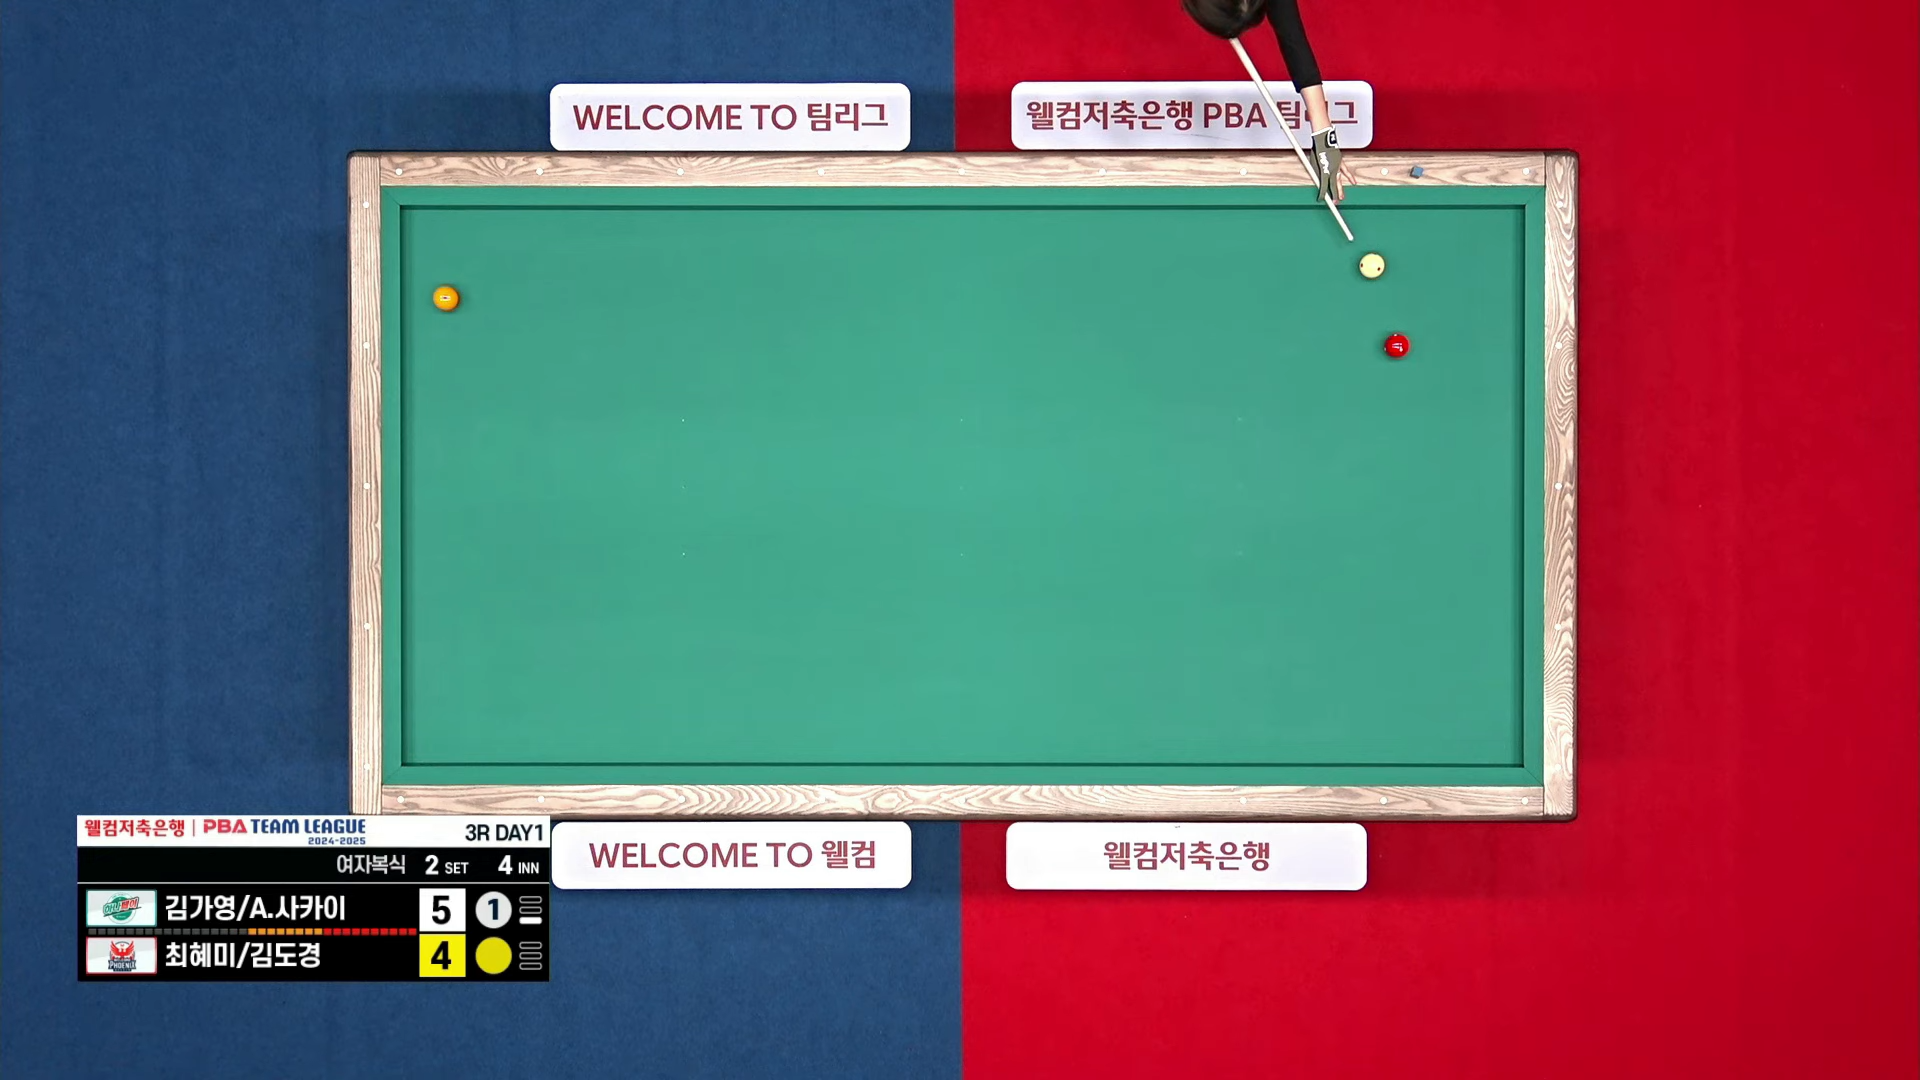 WELCOME TO 팀리그
웰컴저축은행 PBA 팀리그
웰컴저축은행 | PBA TEAM LEAGUE
2024-2025
3R DAY1
여자복식 2 SET 4 INN
김가영/A.사카이 5 1
최혜미/김도경 4
WELCOME TO 웰컴
웰컴저축은행